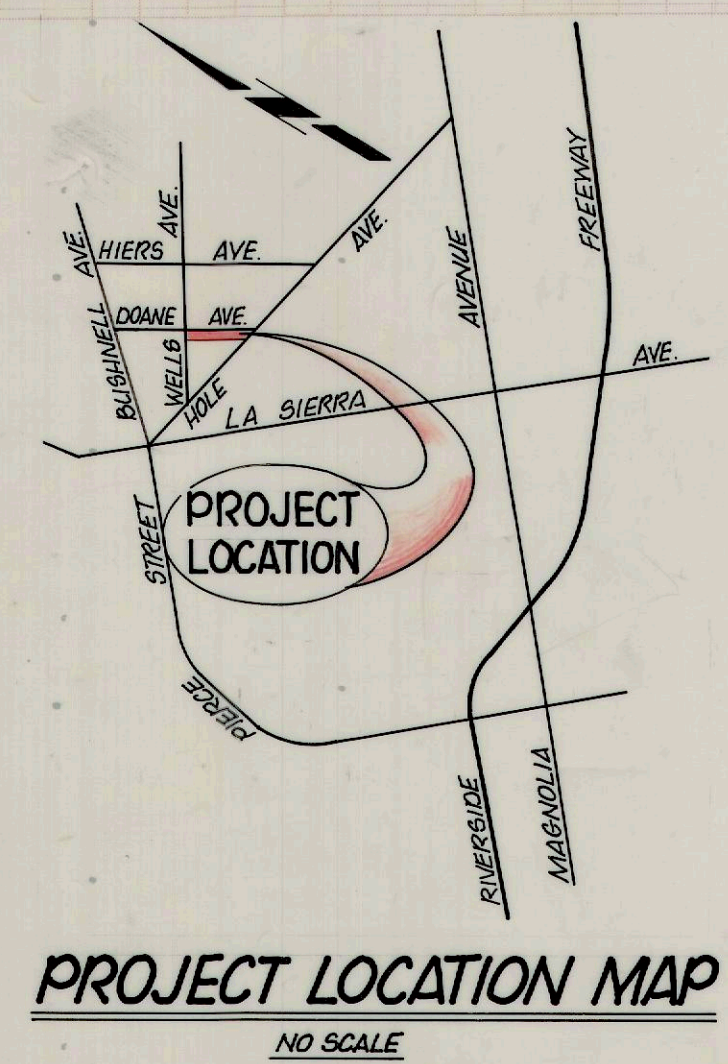 FREEWAY
AVE.
AVENUE
AVE.
AVE.
HIERS AVE.
DOANE AVE.
BUSHNELL
WELLS
HOLE
LA SIERRA
AVE.
PROJECT
LOCATION
STREET
PIERCE
RIVERSIDE
MAGNOLIA
PROJECT LOCATION MAP
NO SCALE